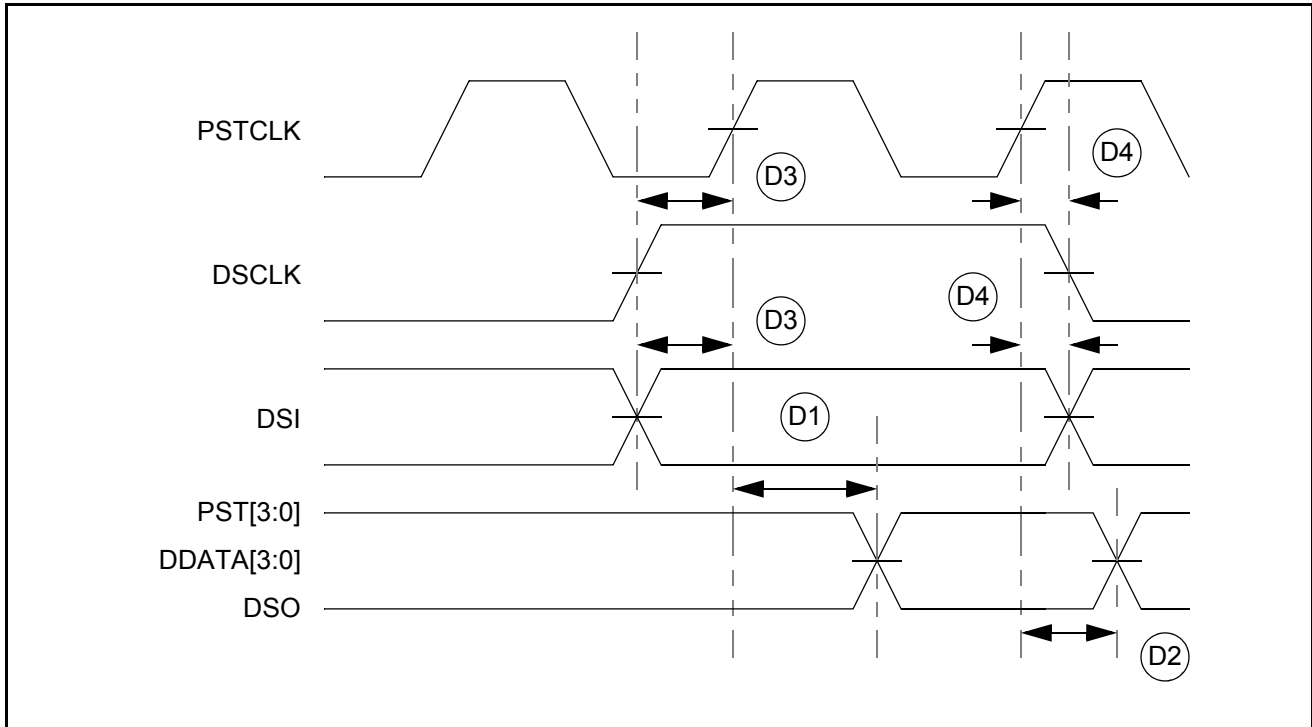 PSTCLK
D3
D4
DSCLK
D3
D4
DSI
D1
PST[3:0]
DDATA[3:0]
DSO
D2